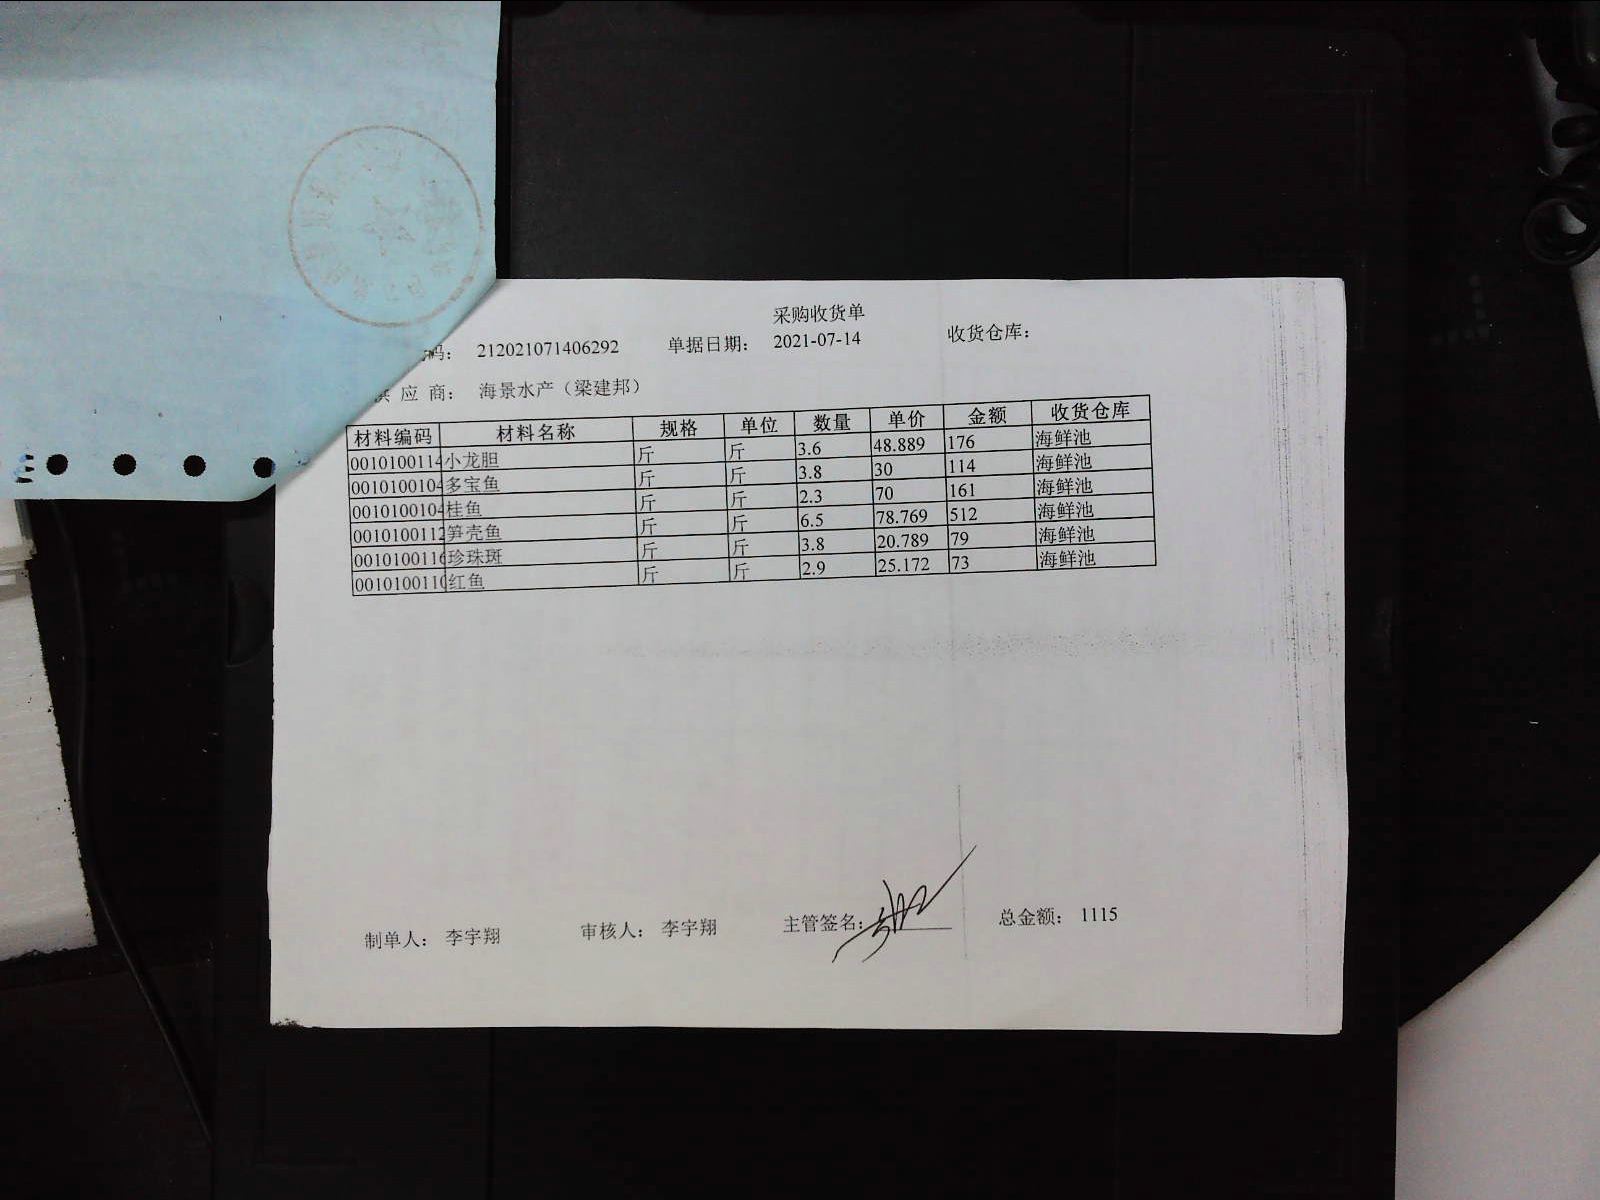 采购收货单
码： 212021071406292 单据日期： 2021-07-14 收货仓库：
供 应 商： 海景水产（梁建邦）
材料编码 材料名称 规格 单位 数量 单价 金额 收货仓库
0010100114 小龙胆 斤 斤 3.6 48.889 176 海鲜池
0010100104 多宝鱼 斤 斤 3.8 30 114 海鲜池
0010100104 桂鱼 斤 斤 2.3 70 161 海鲜池
0010100112 笋壳鱼 斤 斤 6.5 78.769 512 海鲜池
0010100116 珍珠斑 斤 斤 3.8 20.789 79 海鲜池
0010100110 红鱼 斤 斤 2.9 25.172 73 海鲜池
制单人： 李宇翔 审核人： 李宇翔 主管签名： 总金额： 1115